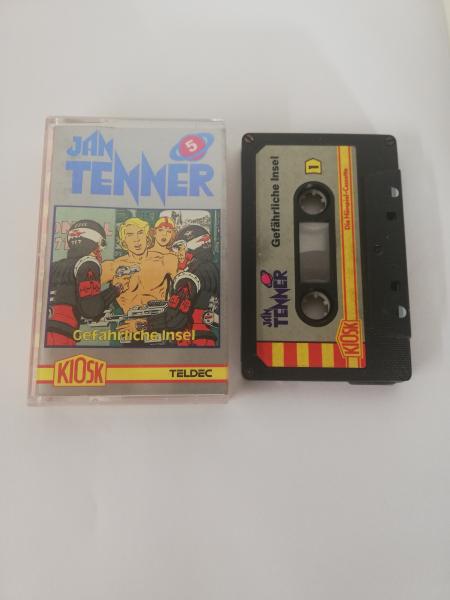 JAN
TENNER
5
Gefährliche Insel
KIOSK
TELDEC
Gefährliche Insel
1
JAN
TENNER
Die Hörspiel-Cassette
KIOSK